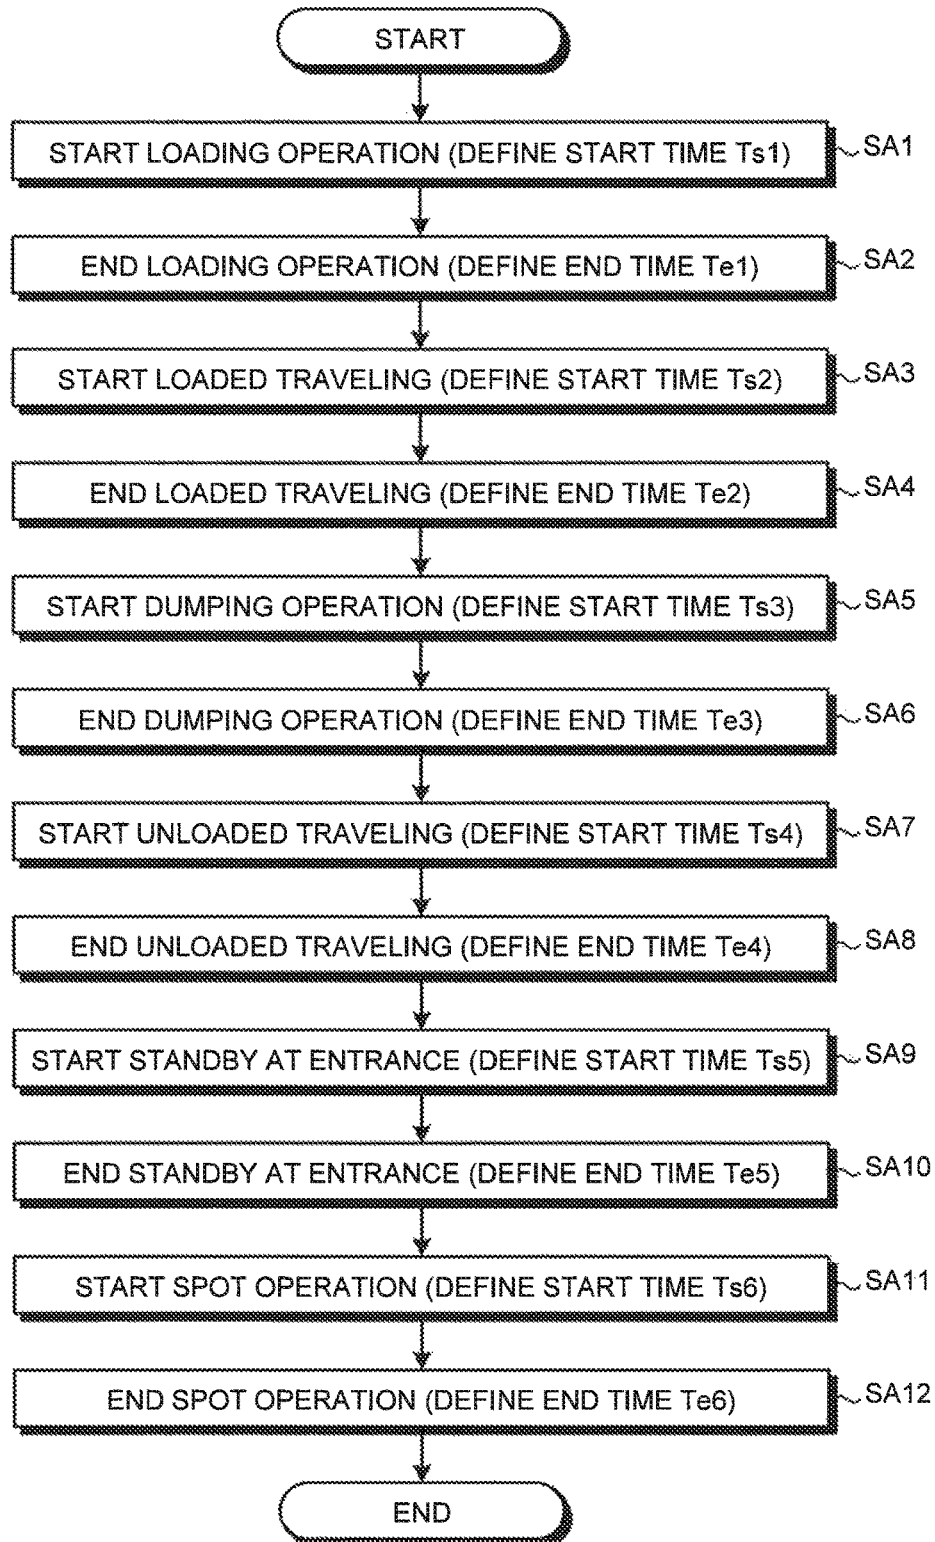 START
START LOADING OPERATION (DEFINE START TIME Ts1)
SA1
END LOADING OPERATION (DEFINE END TIME Te1)
SA2
START LOADED TRAVELING (DEFINE START TIME Ts2)
SA3
END LOADED TRAVELING (DEFINE END TIME Te2)
SA4
START DUMPING OPERATION (DEFINE START TIME Ts3)
SA5
END DUMPING OPERATION (DEFINE END TIME Te3)
SA6
START UNLOADED TRAVELING (DEFINE START TIME Ts4)
SA7
END UNLOADED TRAVELING (DEFINE END TIME Te4)
SA8
START STANDBY AT ENTRANCE (DEFINE START TIME Ts5)
SA9
END STANDBY AT ENTRANCE (DEFINE END TIME Te5)
SA10
START SPOT OPERATION (DEFINE START TIME Ts6)
SA11
END SPOT OPERATION (DEFINE END TIME Te6)
SA12
END